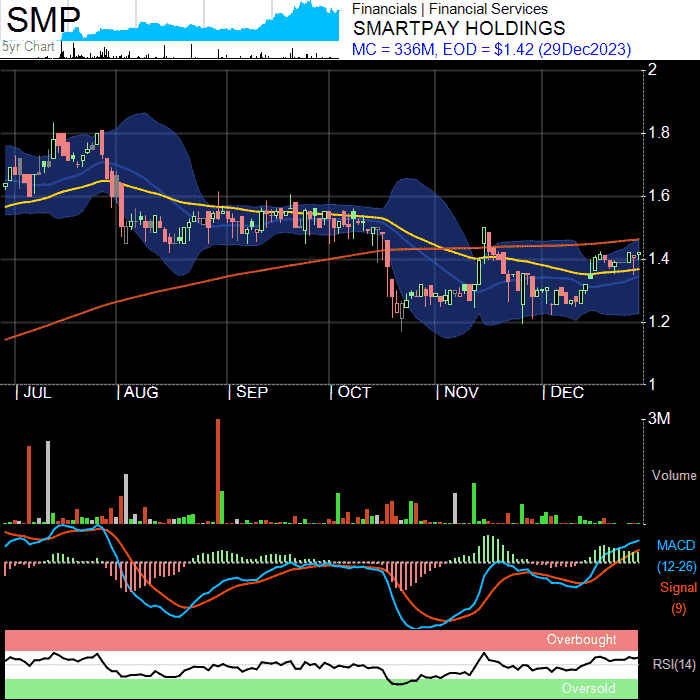 SMP
5yr Chart
Financials | Financial Services
SMARTPAY HOLDINGS
MC = 336M, EOD = $1.42 (29Dec2023)
2
1.8
1.6
1.4
1.2
1
JUL AUG SEP OCT NOV DEC
3M
Volume
MACD
(12-26)
Signal
(9)
Overbought
RSI(14)
Oversold